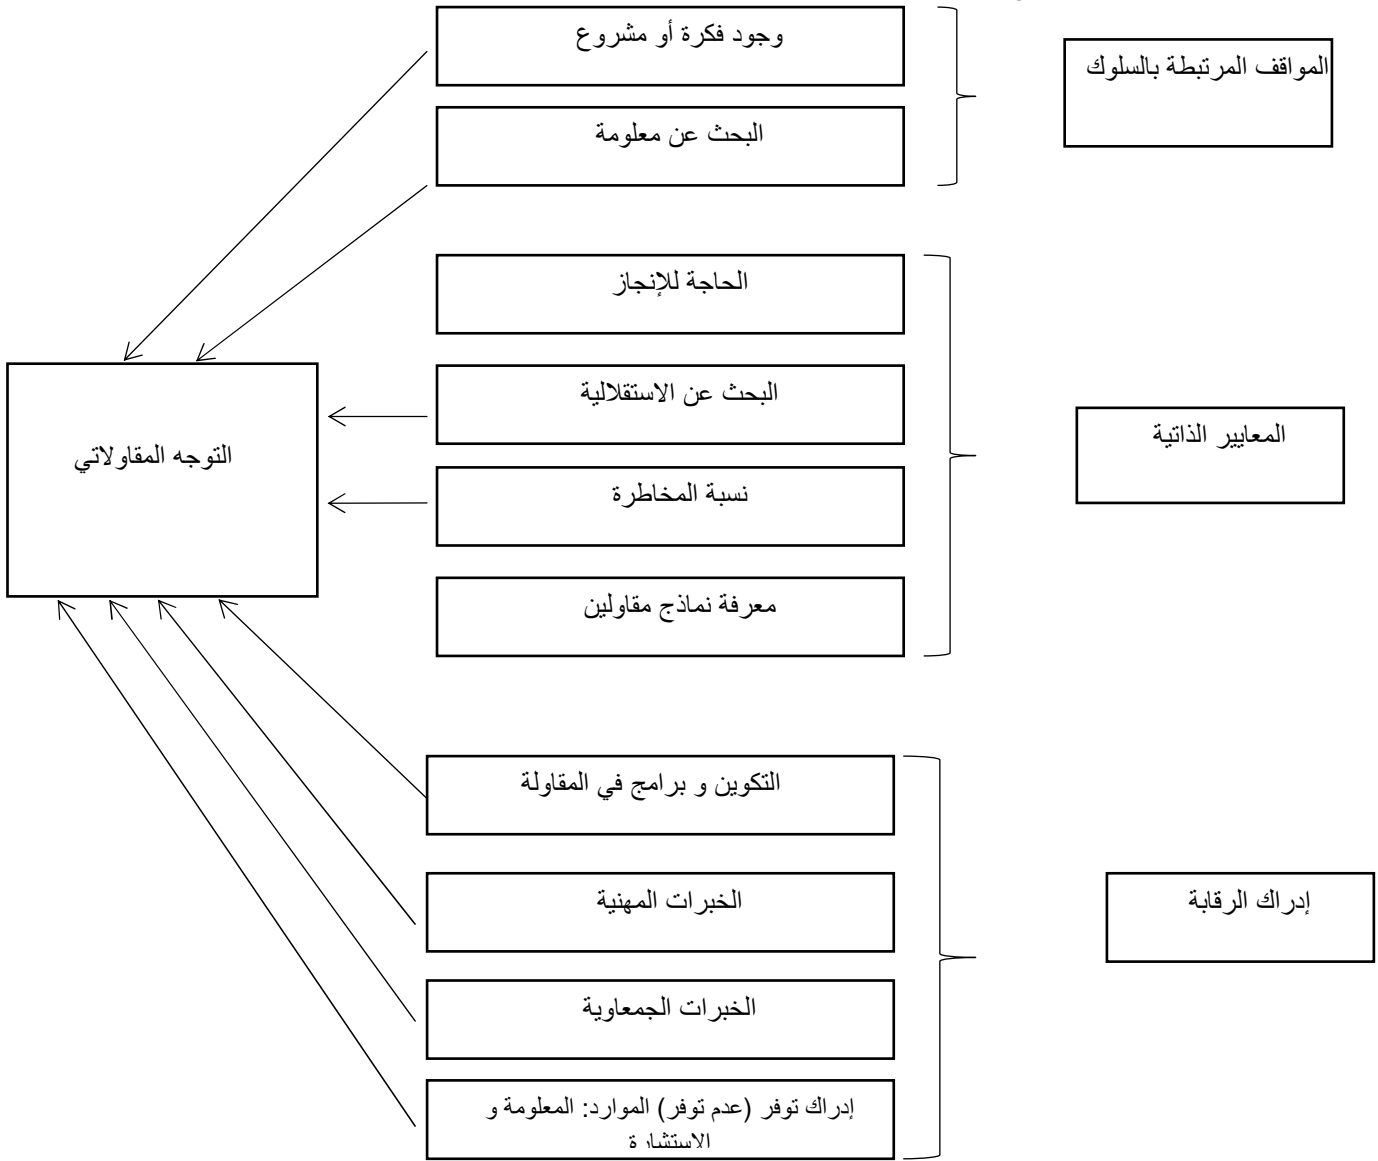 وجود فكرة أو مشروع
المواقف المرتبطة بالسلوك
البحث عن معلومة
الحاجة للإنجاز
البحث عن الاستقلالية
المعايير الذاتية
التوجه المقاولاتي
نسبة المخاطرة
معرفة نماذج مقاولين
التكوين و برامج في المقاولة
الخبرات المهنية
إدراك الرقابة
الخبرات الجمعاوية
إدراك توفر (عدم توفر) الموارد: المعلومة و
الاستشارة